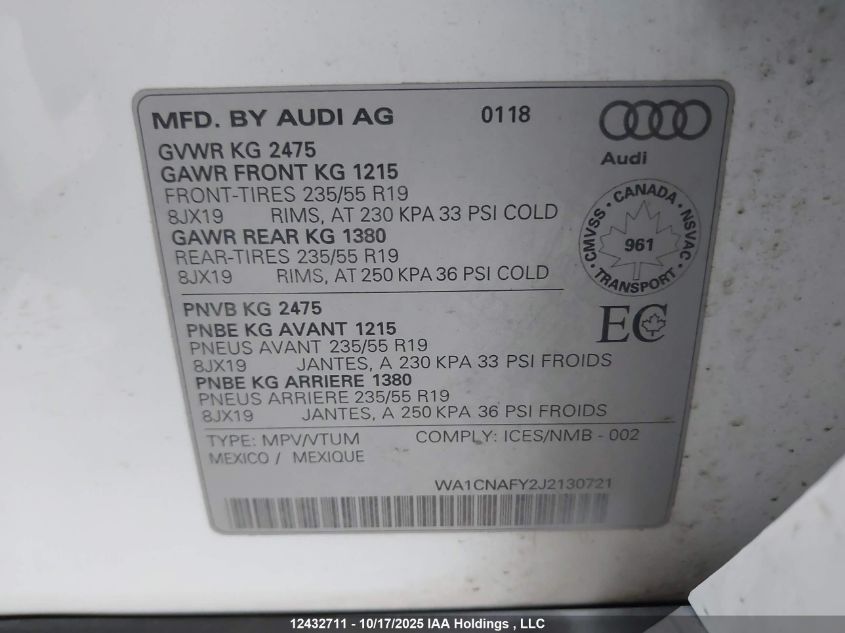 MFD. BY AUDI AG 0118
Audi
GVWR KG 2475
GAWR FRONT KG 1215
FRONT-TIRES 235/55 R19
8JX19 RIMS, AT 230 KPA 33 PSI COLD
GAWR REAR KG 1380
REAR-TIRES 235/55 R19
8JX19 RIMS, AT 250 KPA 36 PSI COLD
CMVSS • CANADA • NSVAC • TRANSPORT •
961
EC
PNVB KG 2475
PNBE KG AVANT 1215
PNEUS AVANT 235/55 R19
8JX19 JANTES, A 230 KPA 33 PSI FROIDS
PNBE KG ARRIERE 1380
PNEUS ARRIERE 235/55 R19
8JX19 JANTES, A 250 KPA 36 PSI FROIDS
TYPE: MPV/VTUM COMPLY: ICES/NMB - 002
MEXICO / MEXIQUE
WA1CNAFY2J2130721
12432711 - 10/17/2025 IAA Holdings , LLC